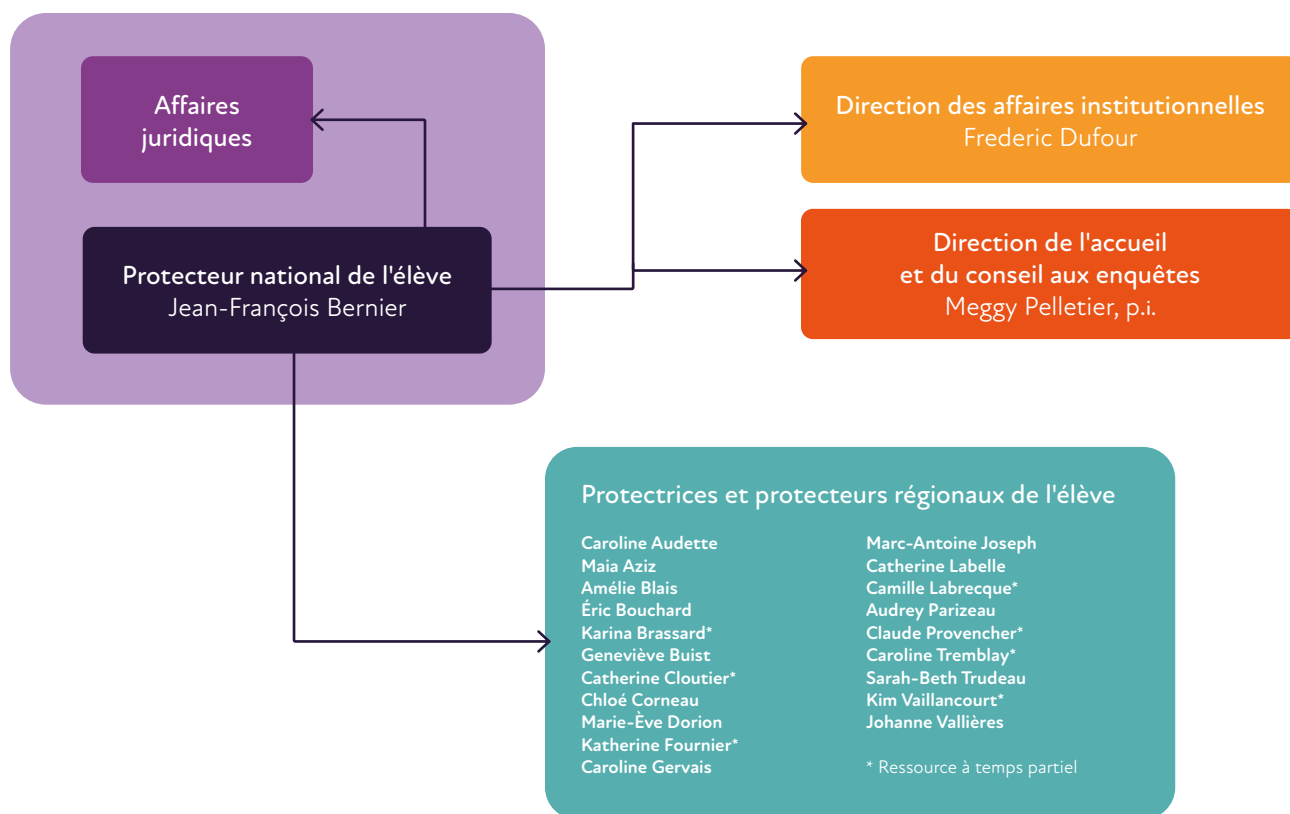 Affaires
juridiques
Protecteur national de l'élève
Jean-François Bernier
Direction des affaires institutionnelles
Frederic Dufour
Direction de l'accueil
et du conseil aux enquêtes
Meggy Pelletier, p.i.
Protectrices et protecteurs régionaux de l'élève
Caroline Audette
Maia Aziz
Amélie Blais
Éric Bouchard
Karina Brassard*
Geneviève Buist
Catherine Cloutier*
Chloé Corneau
Marie-Ève Dorion
Katherine Fournier*
Caroline Gervais
Marc-Antoine Joseph
Catherine Labelle
Camille Labrecque*
Audrey Parizeau
Claude Provencher*
Caroline Tremblay*
Sarah-Beth Trudeau
Kim Vaillancourt*
Johanne Vallières
* Ressource à temps partiel